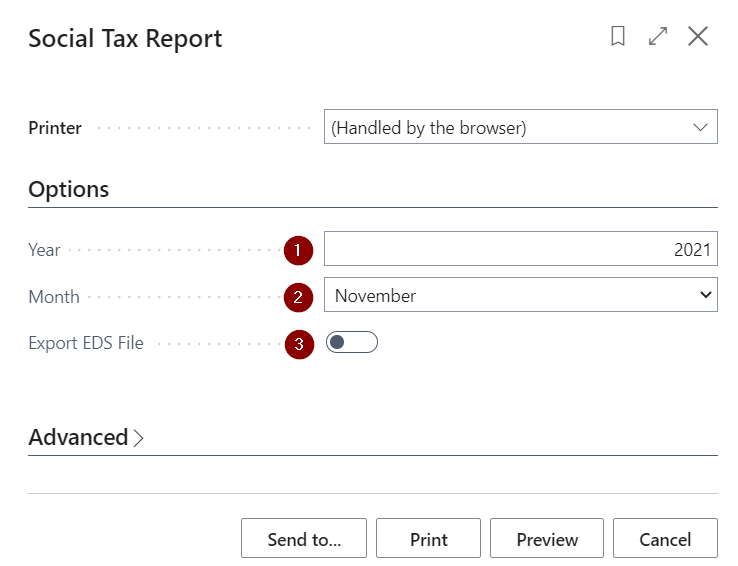 Social Tax Report
Printer (Handled by the browser)
Options
Year 1 2021
Month 2 November
Export EDS File 3
Advanced
Send to... Print Preview Cancel